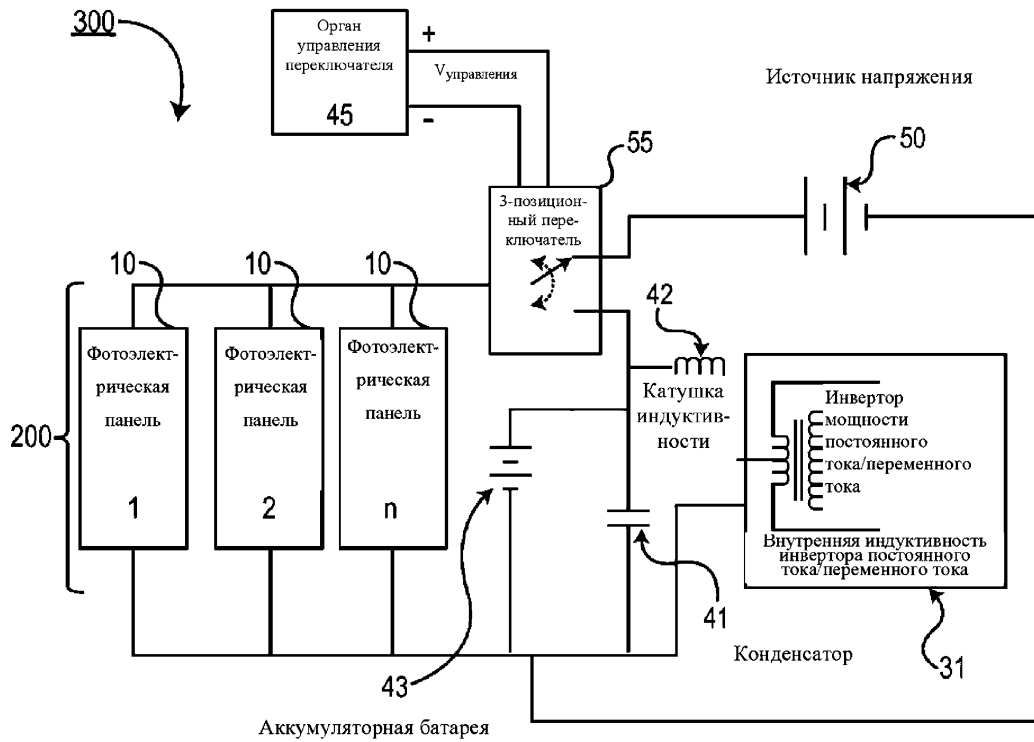 300
Орган
управления
переключателя
45
+
Vуправления
-
Источник напряжения
50
55
3-позицион-
ный пере-
ключатель
10
10
10
200
Фотоэлект-
рическая
панель
1
Фотоэлект-
рическая
панель
2
Фотоэлект-
рическая
панель
n
42
Катушка
индуктив-
ности
Инвертор
мощности
постоянного
тока/переменного
тока
Внутренняя индуктивность
инвертора постоянного
тока/переменного тока
41
Конденсатор
31
43
Аккумуляторная батарея